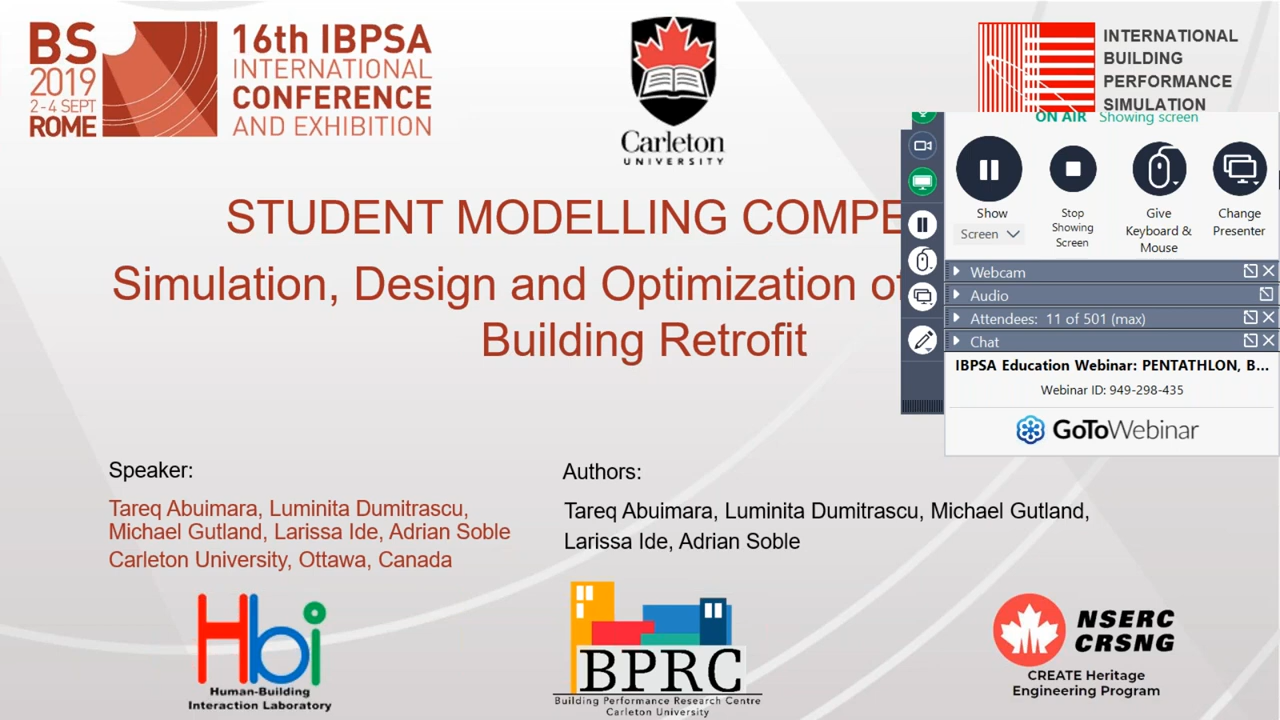 BS
2019
2-4 SEPT
ROME
16th IBPSA
INTERNATIONAL
CONFERENCE
AND EXHIBITION
Carleton
UNIVERSITY
INTERNATIONAL
BUILDING
PERFORMANCE
SIMULATION
ON AIR Showing screen
Show
Screen
Stop
Showing
Screen
Give
Keyboard &
Mouse
Change
Presenter
Webcam
Audio
Attendees: 11 of 501 (max)
Chat
IBPSA Education Webinar: PENTATHLON, B...
Webinar ID: 949-298-435
GoToWebinar
STUDENT MODELLING COMPE
Simulation, Design and Optimization of
Building Retrofit
Speaker:
Tareq Abuimara, Luminita Dumitrascu,
Michael Gutland, Larissa Ide, Adrian Soble
Carleton University, Ottawa, Canada
Authors:
Tareq Abuimara, Luminita Dumitrascu, Michael Gutland,
Larissa Ide, Adrian Soble
Hbi
Human-Building
Interaction Laboratory
BPRC
Building Performance Research Centre
Carleton University
NSERC
CRSNG
CREATE Heritage
Engineering Program